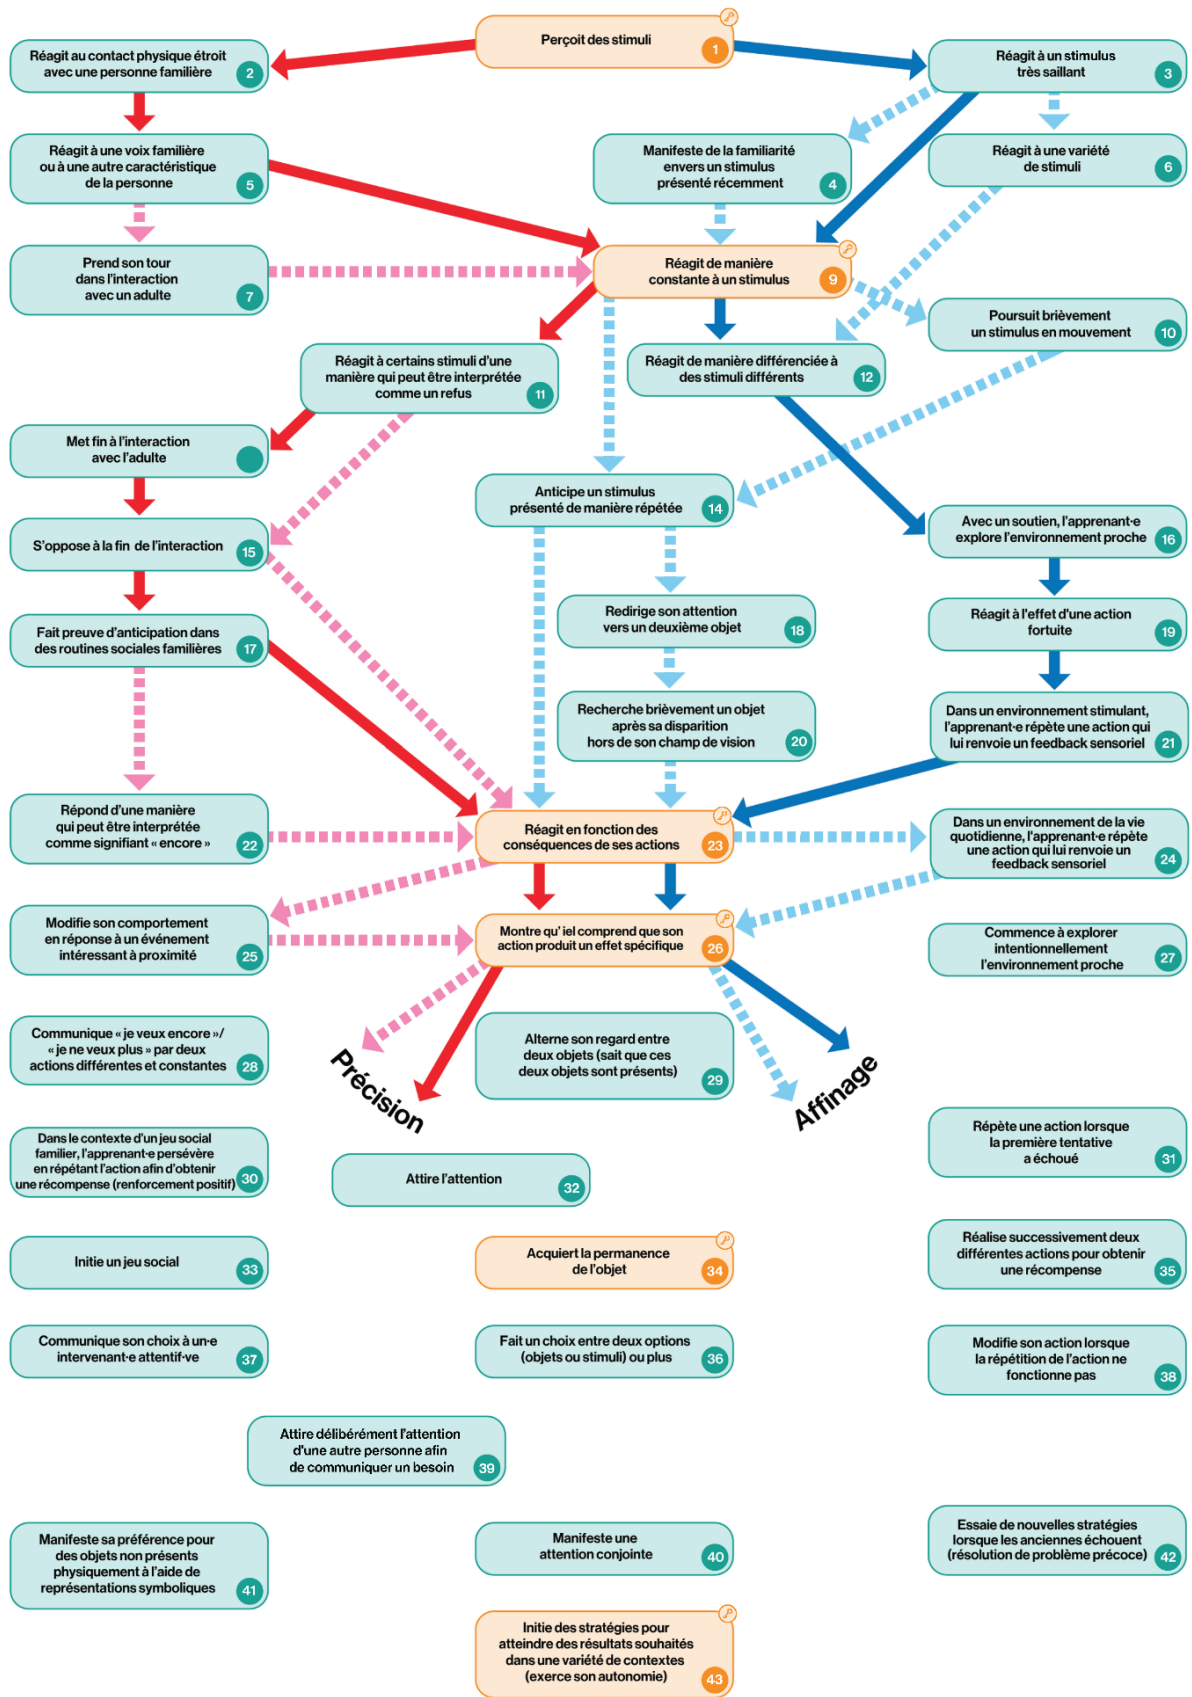 Perçoit des stimuli
1
Réagit au contact physique étroit
avec une personne familière
2
Réagit à un stimulus
très saillant
3
Réagit à une voix familière
ou à une autre caractéristique
de la personne
5
Manifeste de la familiarité
envers un stimulus
présenté récemment
4
Réagit à une variété
de stimuli
6
Prend son tour
dans l'interaction
avec un adulte
7
Réagit de manière
constante à un stimulus
9
Poursuit brièvement
un stimulus en mouvement
10
Réagit à certains stimuli d'une
manière qui peut être interprétée
comme un refus
11
Réagit de manière différenciée à
des stimuli différents
12
Met fin à l'interaction
avec l'adulte
Anticipe un stimulus
présenté de manière répétée
14
S'oppose à la fin de l'interaction
15
Avec un soutien, l'apprenant·e
explore l'environnement proche
16
Fait preuve d'anticipation dans
des routines sociales familières
17
Redirige son attention
vers un deuxième objet
18
Réagit à l'effet d'une action
fortuite
19
Recherche brièvement un objet
après sa disparition
hors de son champ de vision
20
Dans un environnement stimulant,
l'apprenant·e répète une action qui
lui renvoie un feedback sensoriel
21
Répond d'une manière
qui peut être interprétée
comme signifiant « encore »
22
Réagit en fonction des
conséquences de ses actions
23
Dans un environnement de la vie
quotidienne, l'apprenant·e répète
une action qui lui renvoie un
feedback sensoriel
24
Modifie son comportement
en réponse à un événement
intéressant à proximité
25
Montre qu' iel comprend que son
action produit un effet spécifique
26
Commence à explorer
intentionnellement
l'environnement proche
27
Communique « je veux encore »/
« je ne veux plus » par deux
actions différentes et constantes
28
Alterne son regard entre
deux objets (sait que ces
deux objets sont présents)
29
Précision
Affinage
Dans le contexte d'un jeu social
familier, l'apprenant·e persévère
en répétant l'action afin d'obtenir
une récompense (renforcement positif)
30
Répète une action lorsque
la première tentative
a échoué
31
Attire l'attention
32
Initie un jeu social
33
Acquiert la permanence
de l'objet
34
Réalise successivement deux
différentes actions pour obtenir
une récompense
35
Communique son choix à un·e
intervenant·e attentif·ve
37
Fait un choix entre deux options
(objets ou stimuli) ou plus
36
Modifie son action lorsque
la répétition de l'action ne
fonctionne pas
38
Attire délibérément l'attention
d'une autre personne afin
de communiquer un besoin
39
Manifeste sa préférence pour
des objets non présents
physiquement à l'aide de
représentations symboliques
41
Manifeste une
attention conjointe
40
Essaie de nouvelles stratégies
lorsque les anciennes échouent
(résolution de problème précoce)
42
Initie des stratégies pour
atteindre des résultats souhaités
dans une variété de contextes
(exerce son autonomie)
43